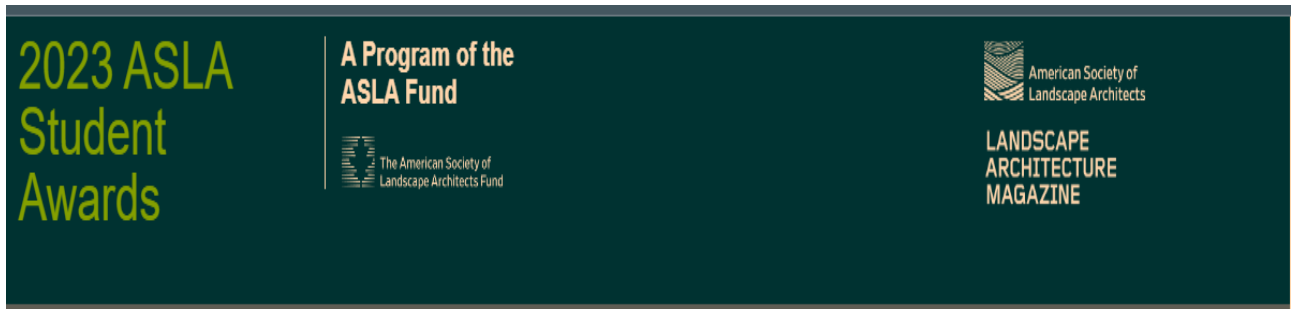 2023 ASLA
Student
Awards
A Program of the
ASLA Fund
The American Society of
Landscape Architects Fund
American Society of
Landscape Architects
LANDSCAPE
ARCHITECTURE
MAGAZINE